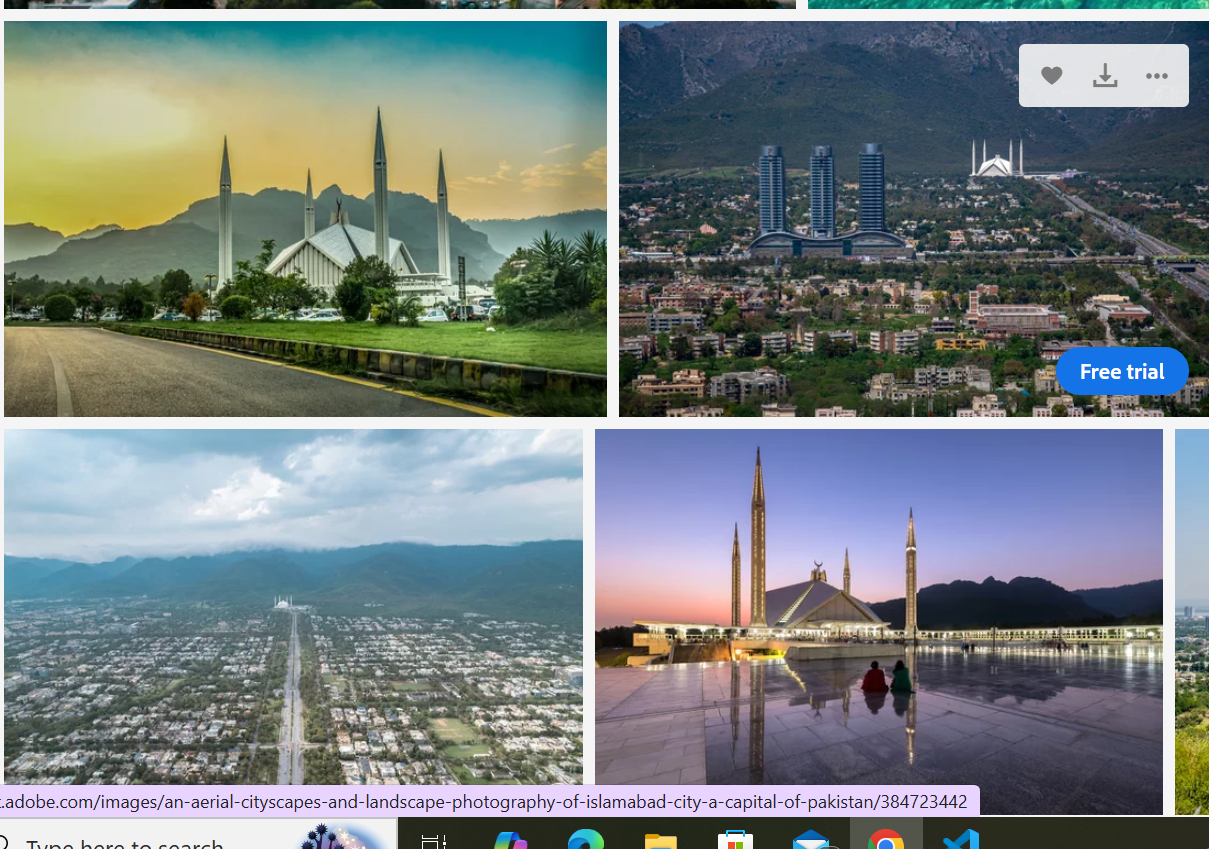 Free trial
.adobe.com/images/an-aerial-cityscapes-and-landscape-photography-of-islamabad-city-a-capital-of-pakistan/384723442
Type here to search